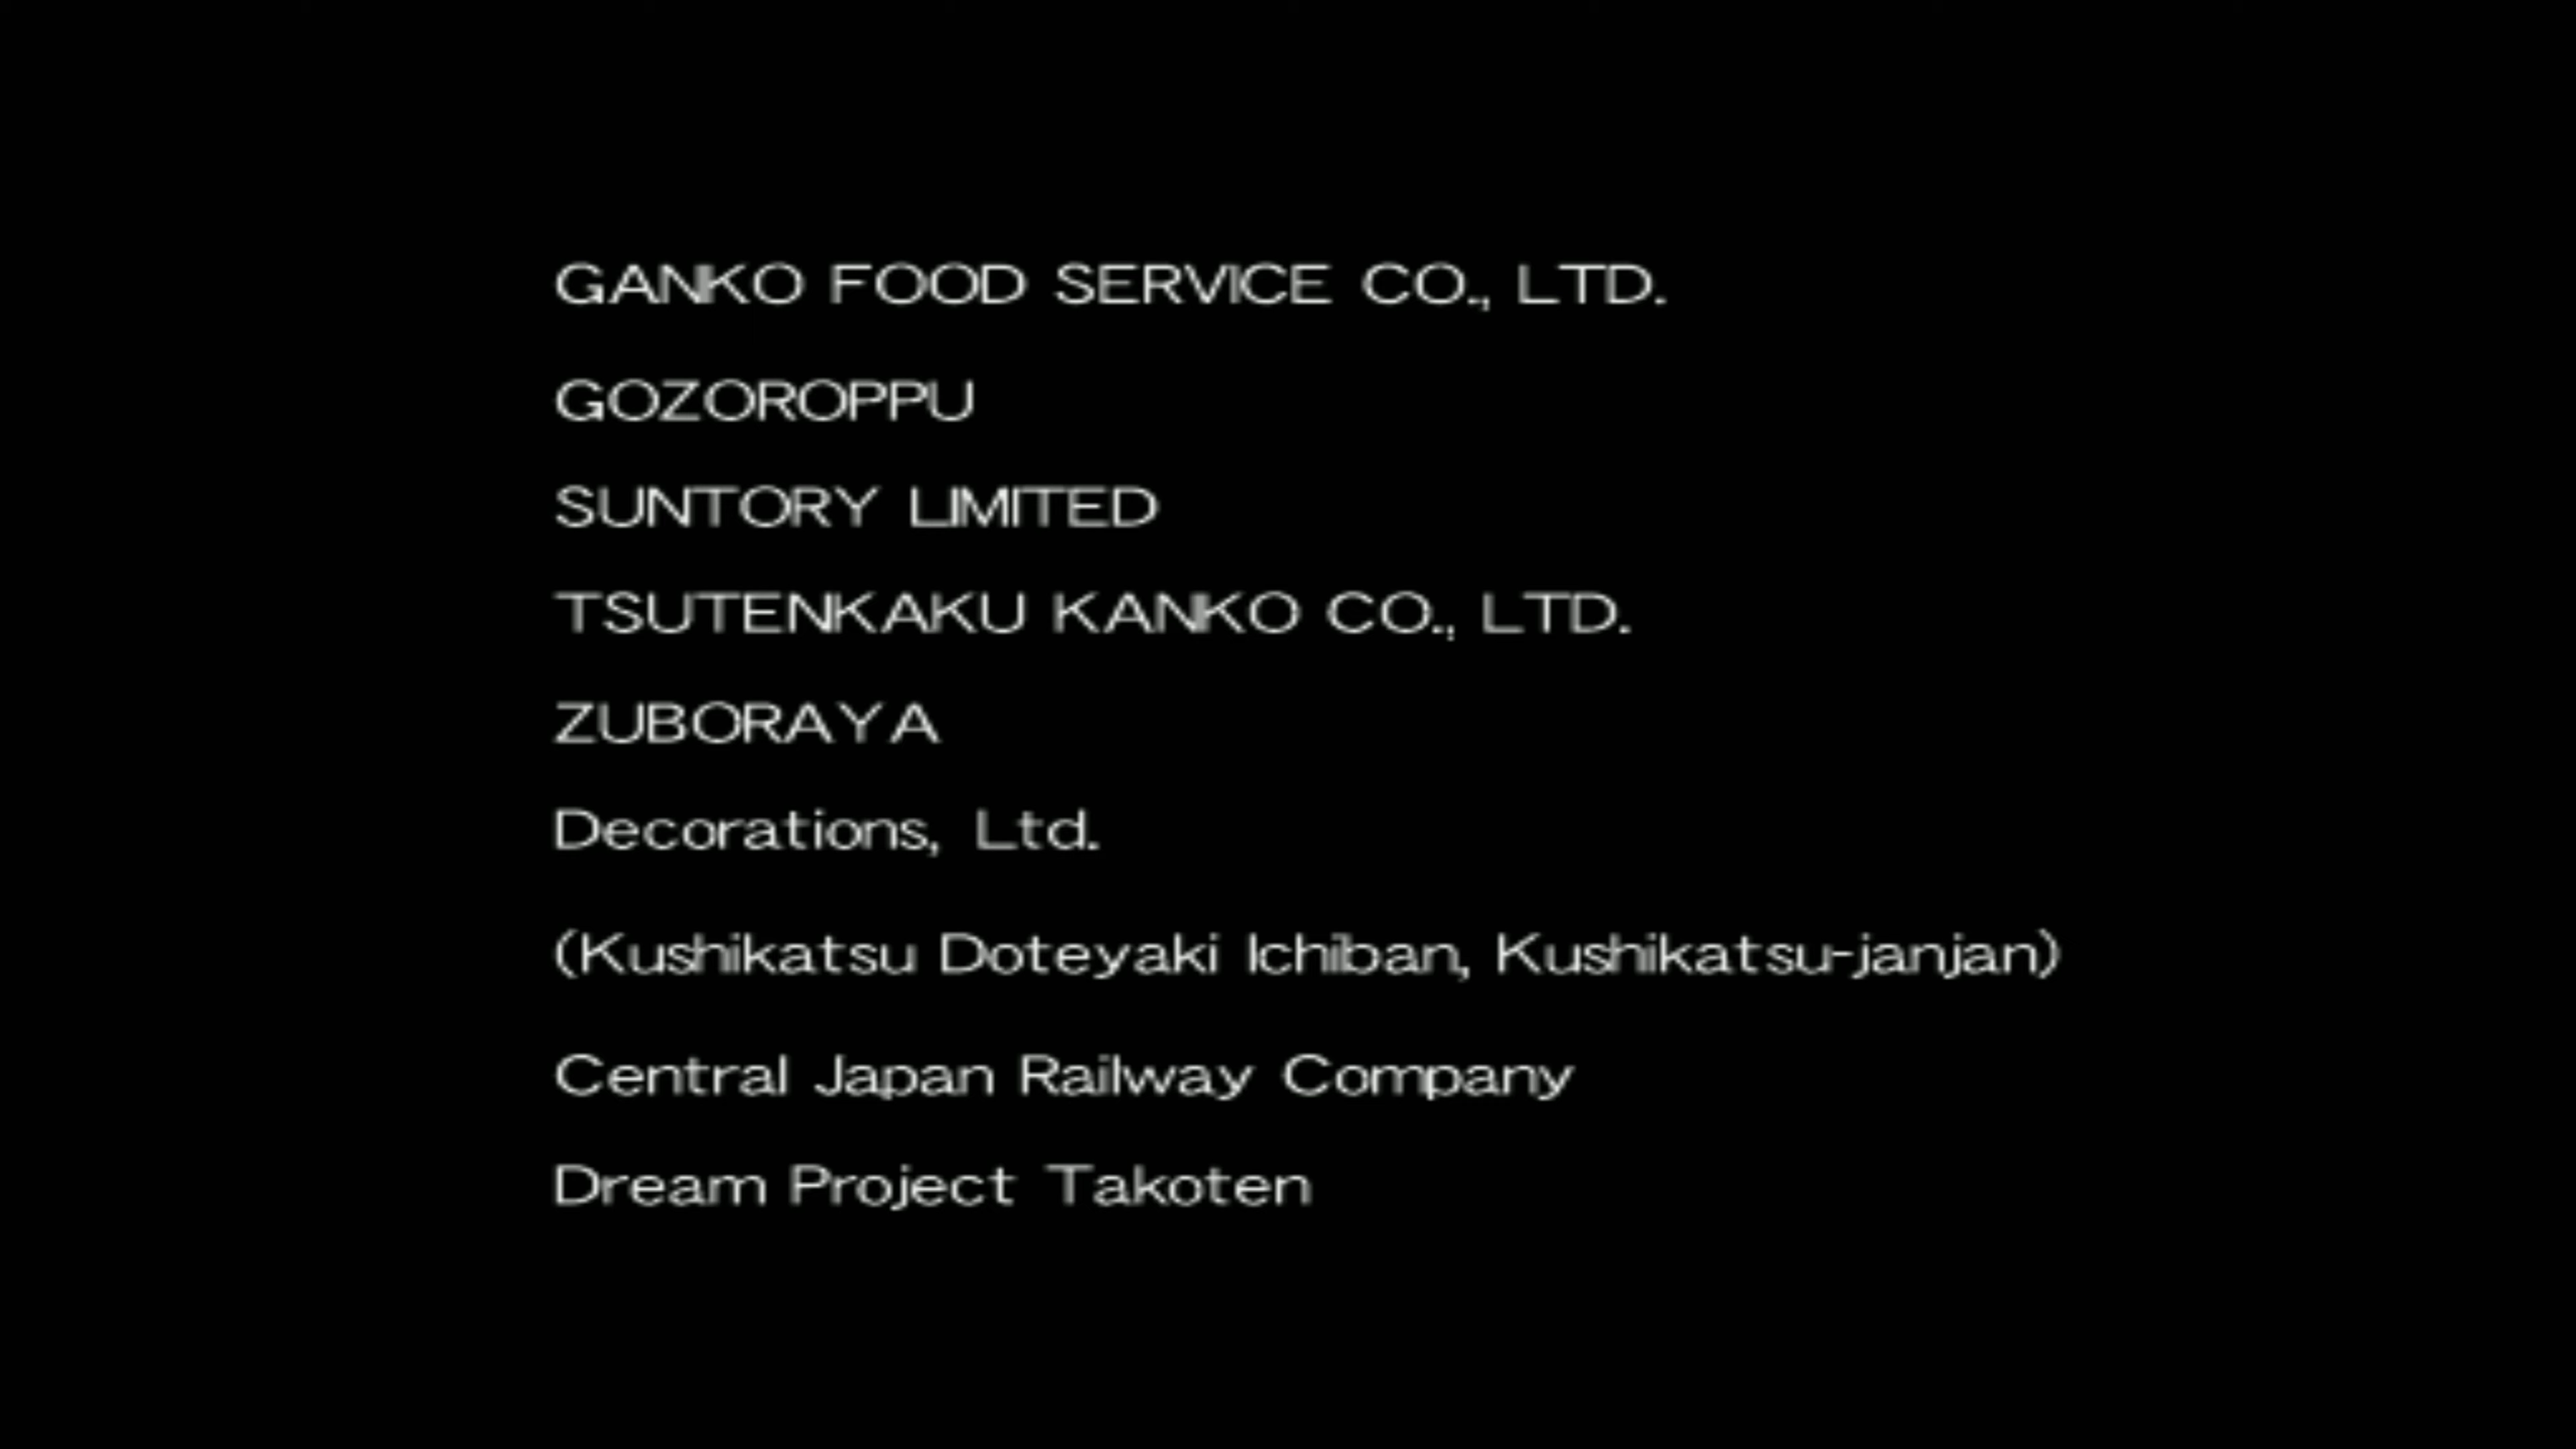 GANKO FOOD SERVICE CO., LTD.
GOZOROPPU
SUNTORY LIMITED
TSUTENKAKU KANKO CO., LTD.
ZUBORAYA
Decorations, Ltd.
(Kushikatsu Doteyaki Ichiban, Kushikatsu-janjan)
Central Japan Railway Company
Dream Project Takoten